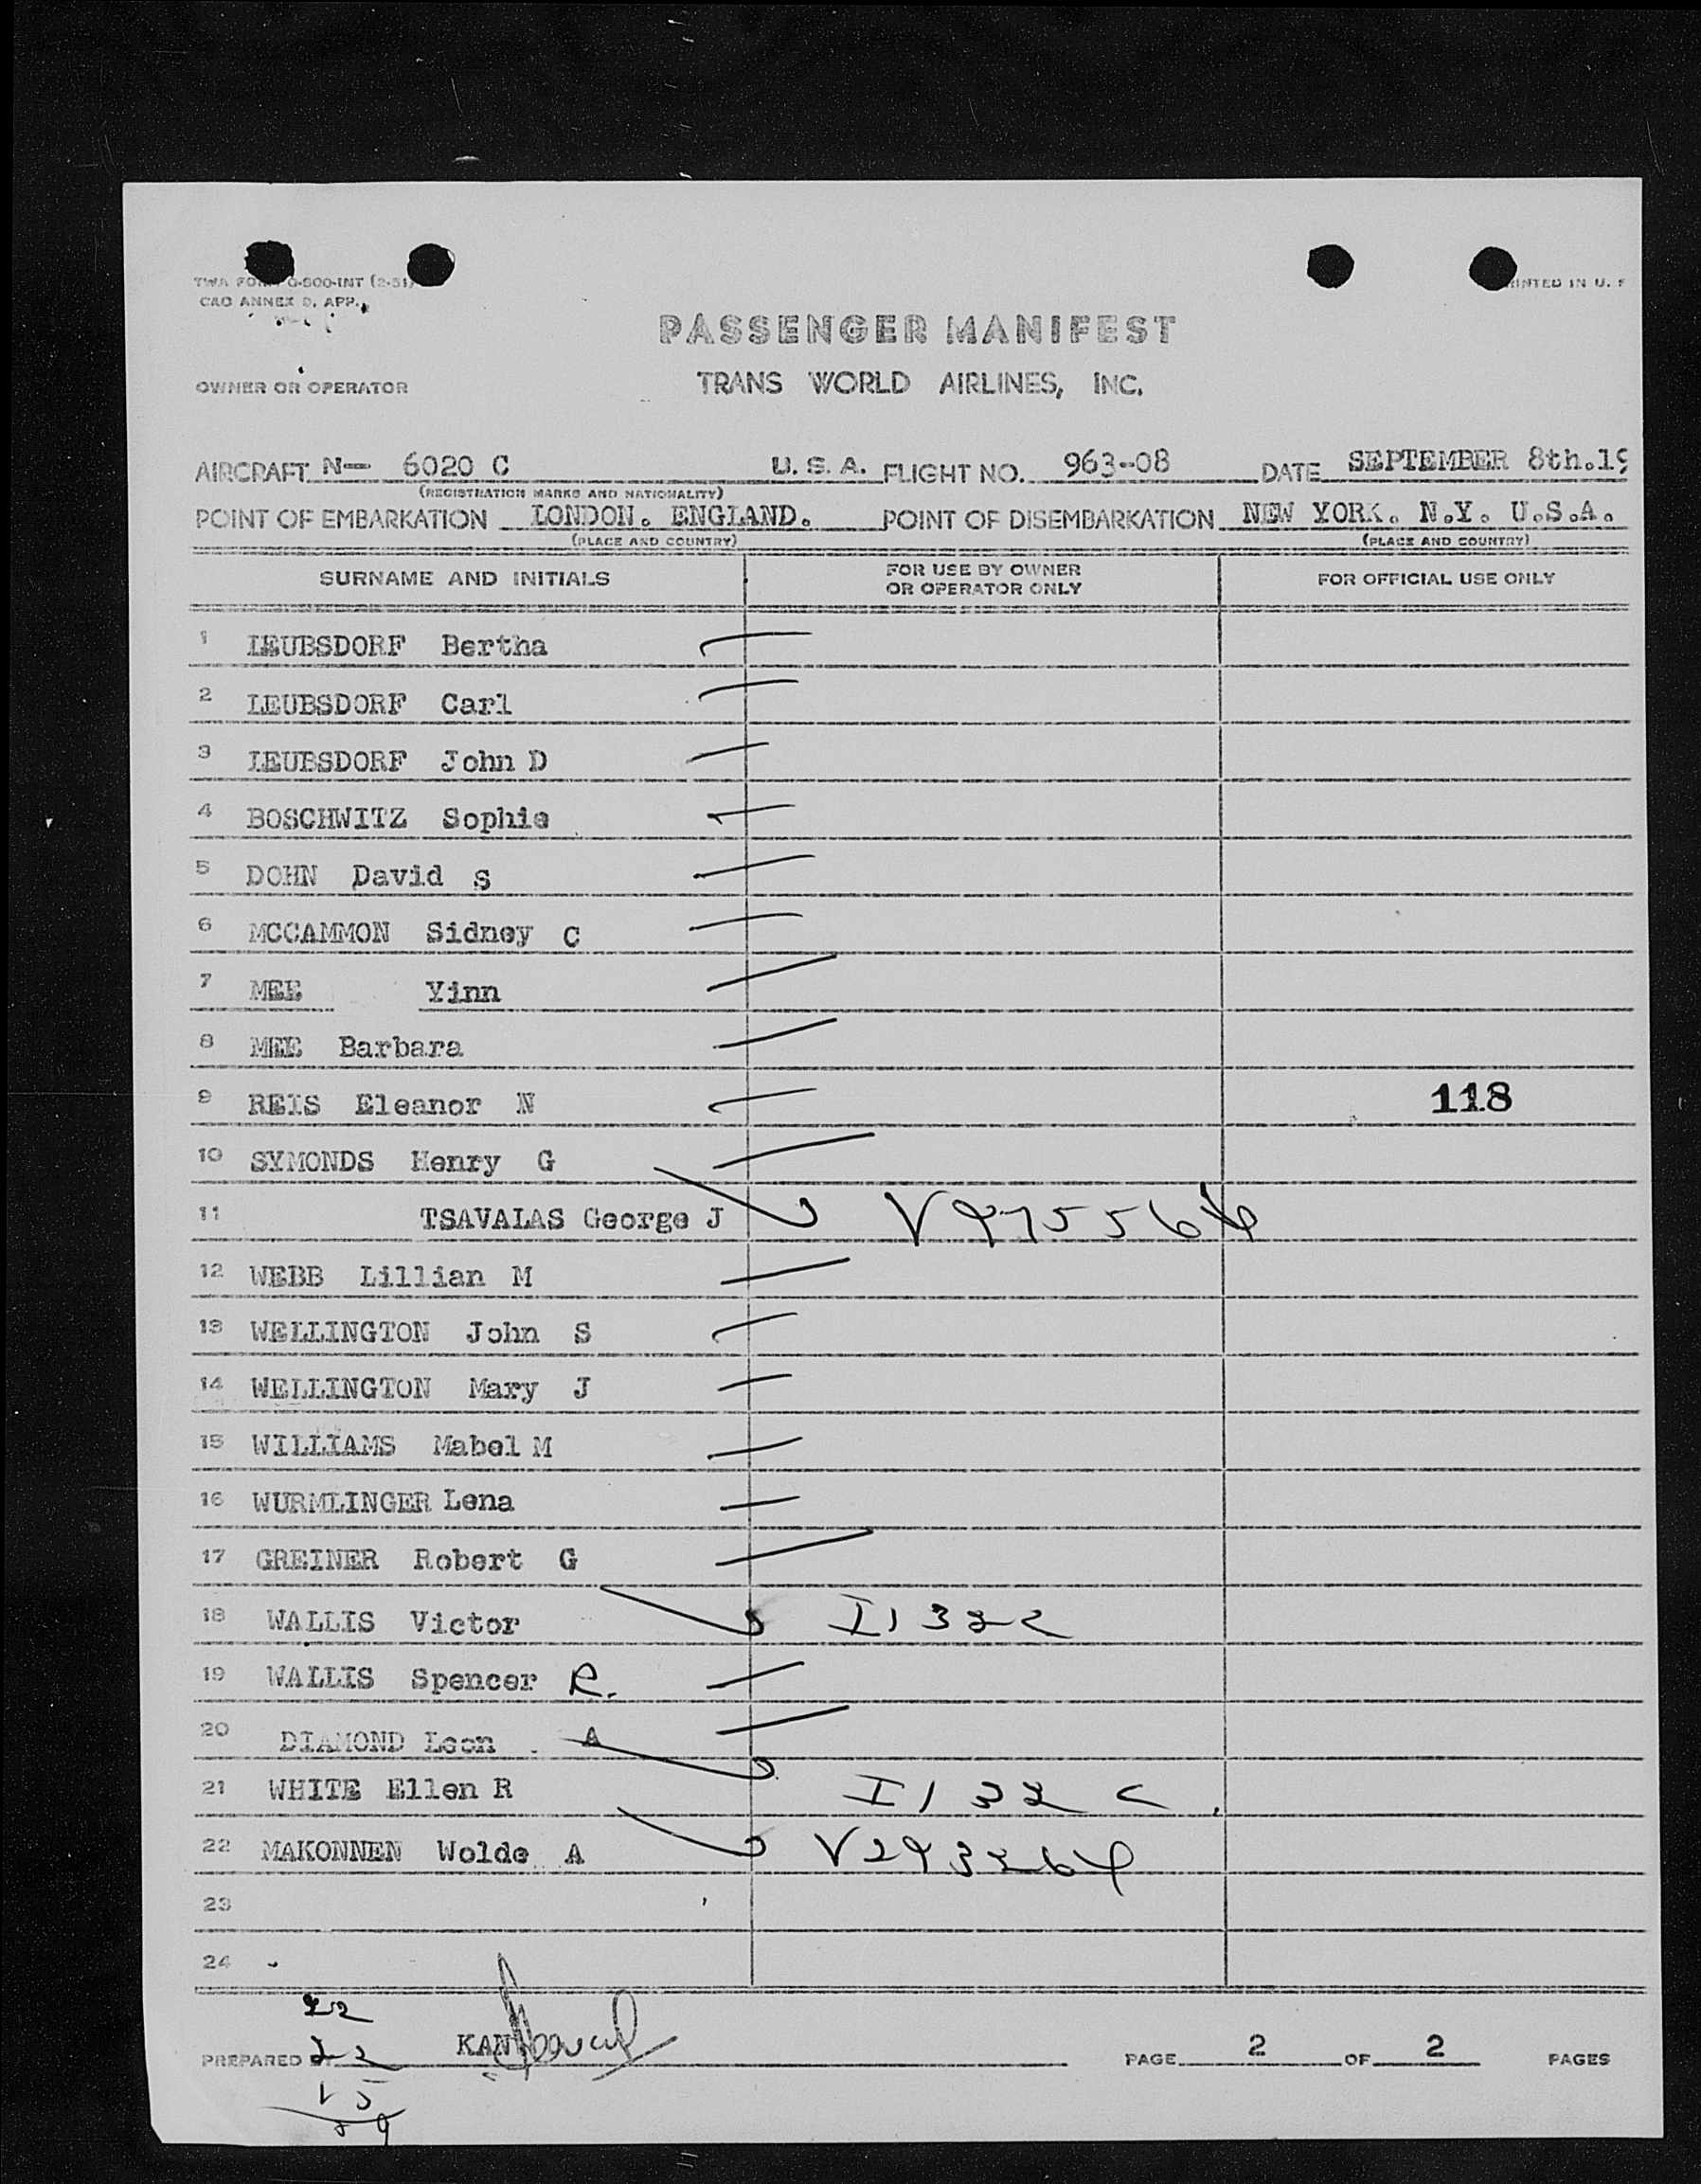 TWA FORM O-500-INT (2-51)
PRINTED IN U. S
CAO ANNEX 9. APP.
PASSENGER MANIFEST
OWNER OR OPERATOR TRANS WORLD AIRLINES, INC.
AIRCRAFT N- 6020 C U. S. A. FLIGHT NO. 963-08 DATE SEPTEMBER 8th.19
(REGISTRATION MARKS AND NATIONALITY)
POINT OF EMBARKATION LONDON. ENGLAND. POINT OF DISEMBARKATION NEW YORK. N.Y. U.S.A.
(PLACE AND COUNTRY) (PLACE AND COUNTRY)
SURNAME AND INITIALS FOR USE BY OWNER OR OPERATOR ONLY FOR OFFICIAL USE ONLY
1 LEUBSDORF Bertha
2 LEUBSDORF Carl
3 LEUBSDORF John D
4 BOSCHWITZ Sophie
5 DOHN David S
6 MCCAMMON Sidney C
7 MEE Yinn
8 MEE Barbara
9 REIS Eleanor N 118
10 SYMONDS Henry G
11 TSAVALAS George J
12 WEBB Lillian M
13 WELLINGTON John S
14 WELLINGTON Mary J
15 WILLIAMS Mabel M
16 WURMLINGER Lena
17 GREINER Robert G
18 WALLIS Victor
19 WALLIS Spencer R.
20 DIAMOND Leon A
21 WHITE Ellen R
22 MAKONNEN Wolde A
23
24
22
PREPARED 22 KAN PAGE 2 OF 2 PAGES